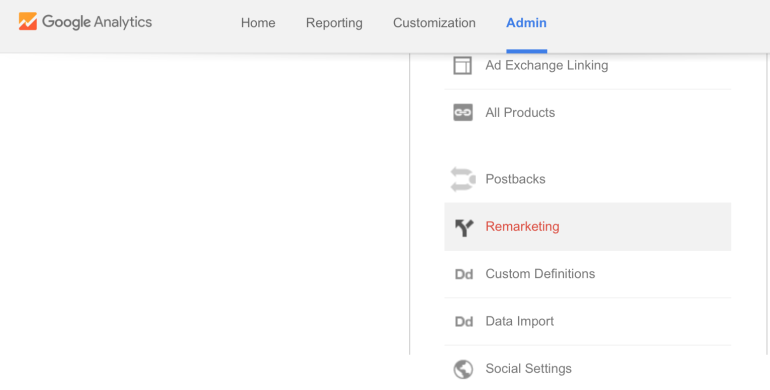 Google Analytics Home Reporting Customization Admin
Ad Exchange Linking
All Products
Postbacks
Remarketing
Dd Custom Definitions
Dd Data Import
Social Settings